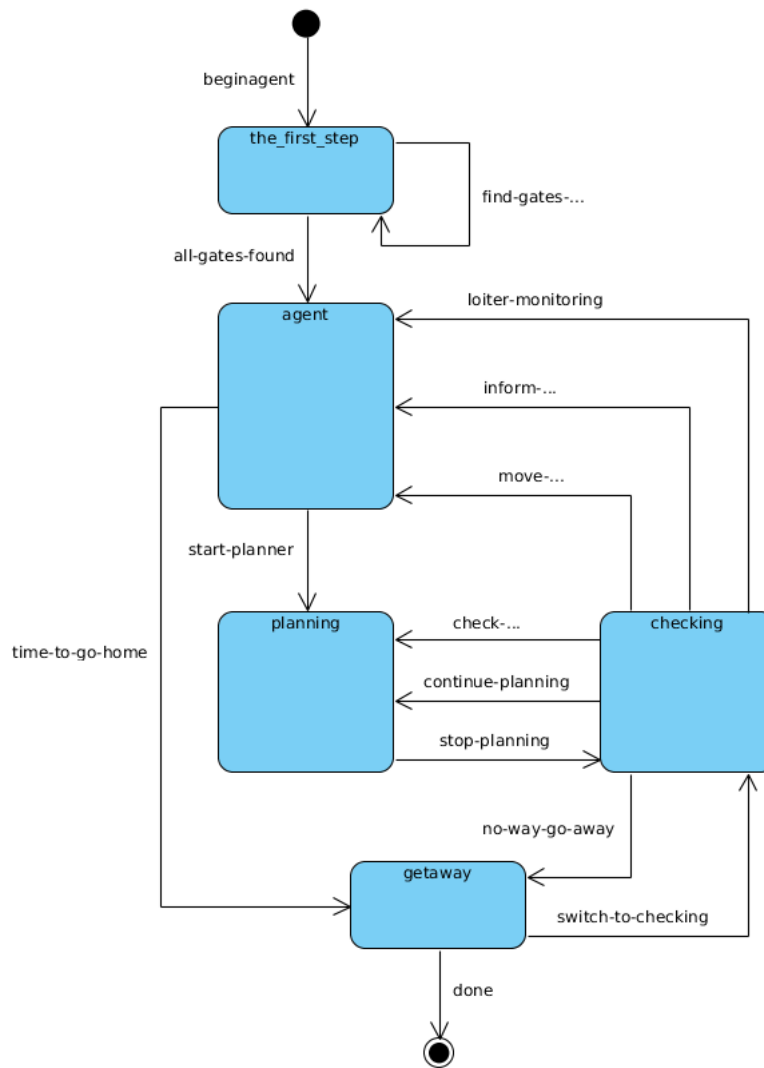 beginagent
the_first_step
find-gates-...
all-gates-found
agent
loiter-monitoring
inform-...
move-...
start-planner
planning
checking
check-...
time-to-go-home
continue-planning
stop-planning
no-way-go-away
getaway
switch-to-checking
done